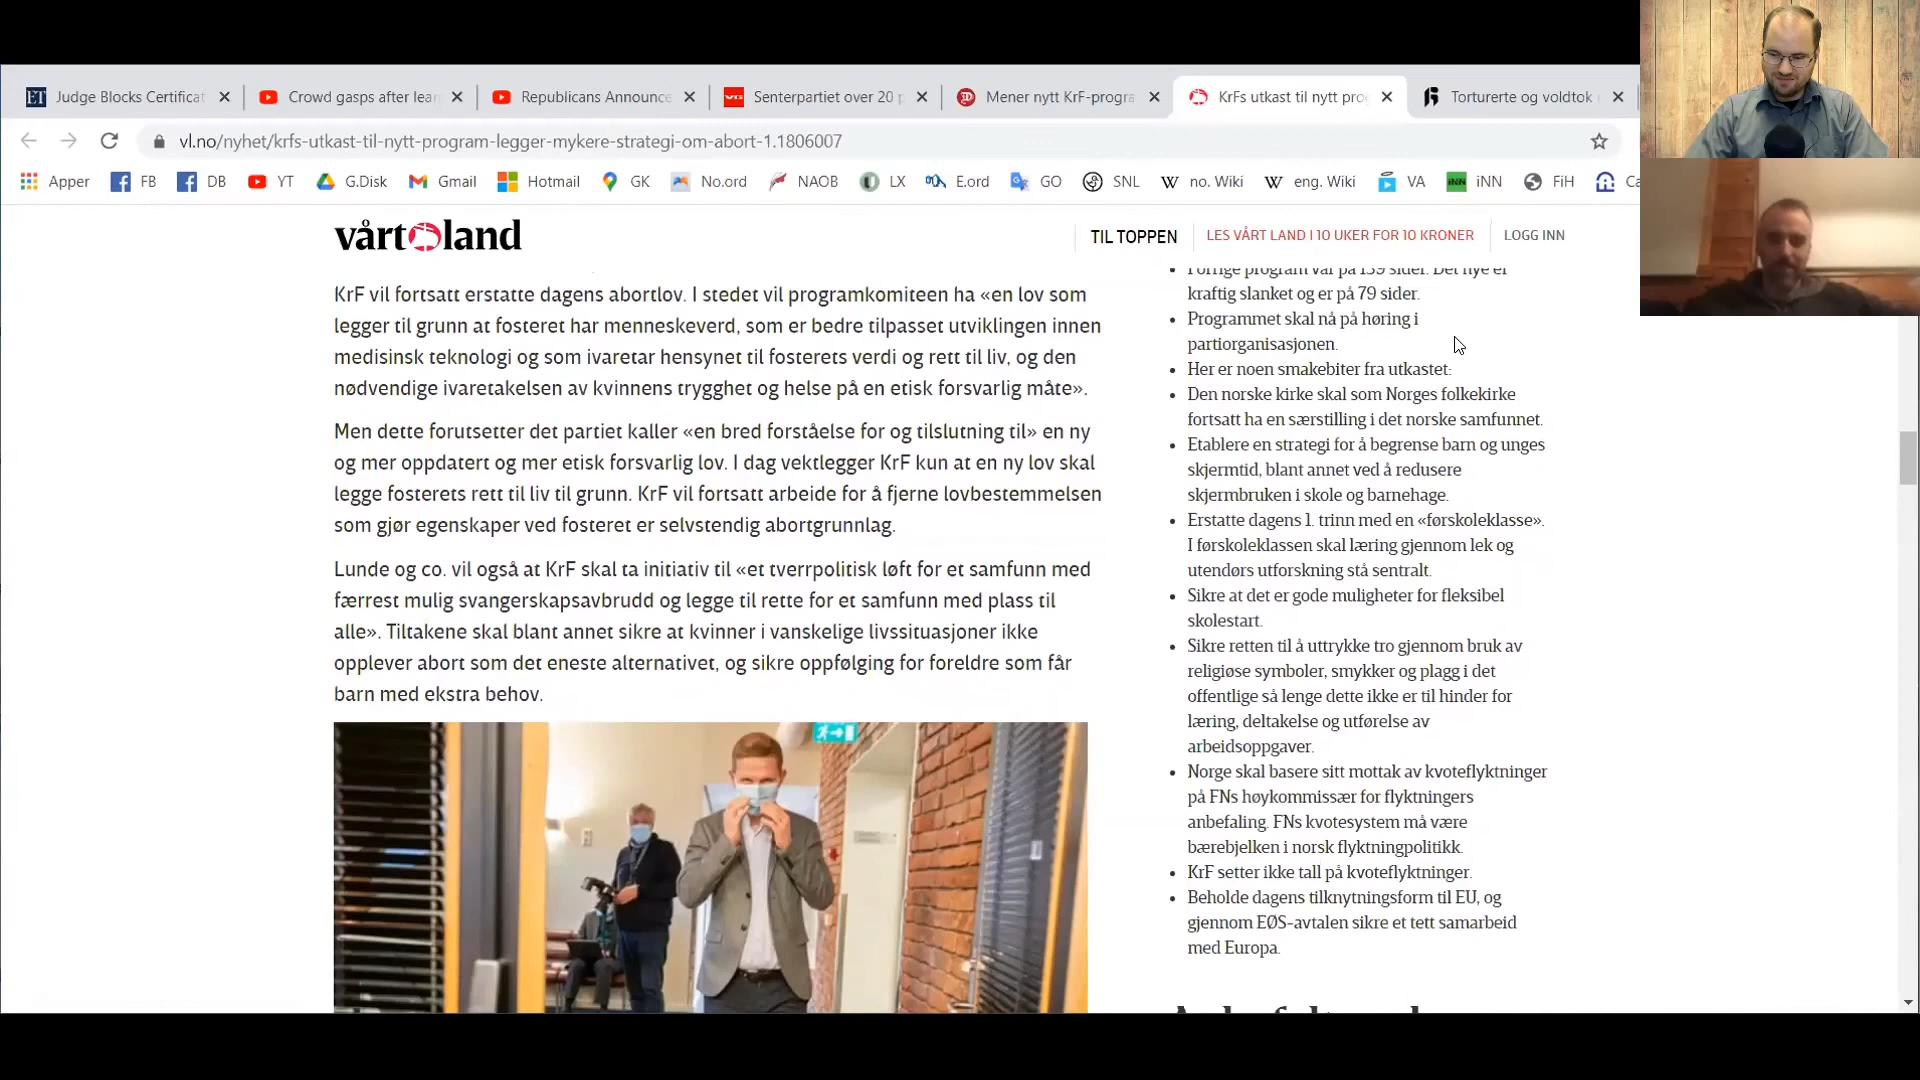 Judge Blocks Certificat
Crowd gasps after lear
Republicans Announce
Senterpartiet over 20 p
Mener nytt KrF-progra
KrFs utkast til nytt pro
Torturerte og voldtok
vl.no/nyhet/krfs-utkast-til-nytt-program-legger-mykere-strategi-om-abort-1.1806007
Apper FB DB YT G.Disk Gmail Hotmail GK No.ord NAOB LX E.ord GO SNL no. Wiki eng. Wiki VA iNN FiH Ca
vårt land
TIL TOPPEN
LES VÅRT LAND I 10 UKER FOR 10 KRONER
LOGG INN
KrF vil fortsatt erstatte dagens abortlov. I stedet vil programkomiteen ha «en lov som
legger til grunn at fosteret har menneskeverd, som er bedre tilpasset utviklingen innen
medisinsk teknologi og som ivaretar hensynet til fosterets verdi og rett til liv, og den
nødvendige ivaretakelsen av kvinnens trygghet og helse på en etisk forsvarlig måte».
Men dette forutsetter det partiet kaller «en bred forståelse for og tilslutning til» en ny
og mer oppdatert og mer etisk forsvarlig lov. I dag vektlegger KrF kun at en ny lov skal
legge fosterets rett til liv til grunn. KrF vil fortsatt arbeide for å fjerne lovbestemmelsen
som gjør egenskaper ved fosteret er selvstendig abortgrunnlag.
Lunde og co. vil også at KrF skal ta initiativ til «et tverrpolitisk løft for et samfunn med
færrest mulig svangerskapsavbrudd og legge til rette for et samfunn med plass til
alle». Tiltakene skal blant annet sikre at kvinner i vanskelige livssituasjoner ikke
opplever abort som det eneste alternativet, og sikre oppfølging for foreldre som får
barn med ekstra behov.
Forrige program var på 139 sider. Det nye er
kraftig slanket og er på 79 sider.
Programmet skal nå på høring i
partiorganisasjonen.
Her er noen smakebiter fra utkastet:
Den norske kirke skal som Norges folkekirke
fortsatt ha en særstilling i det norske samfunnet.
Etablere en strategi for å begrense barn og unges
skjermtid, blant annet ved å redusere
skjermbruken i skole og barnehage.
Erstatte dagens 1. trinn med en «førskoleklasse».
I førskoleklassen skal læring gjennom lek og
utendørs utforskning stå sentralt.
Sikre at det er gode muligheter for fleksibel
skolestart.
Sikre retten til å uttrykke tro gjennom bruk av
religiøse symboler, smykker og plagg i det
offentlige så lenge dette ikke er til hinder for
læring, deltakelse og utførelse av
arbeidsoppgaver.
Norge skal basere sitt mottak av kvoteflyktninger
på FNs høykommissær for flyktningers
anbefaling. FNs kvotesystem må være
bærebjelken i norsk flyktningpolitikk.
KrF setter ikke tall på kvoteflyktninger.
Beholde dagens tilknytningsform til EU, og
gjennom EØS-avtalen sikre et tett samarbeid
med Europa.